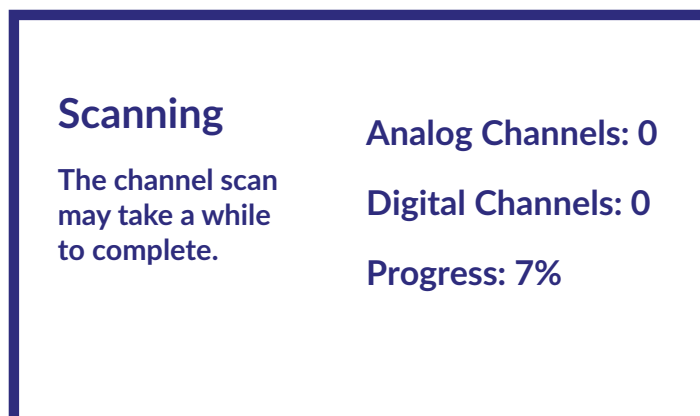 Scanning
The channel scan
may take a while
to complete.
Analog Channels: 0
Digital Channels: 0
Progress: 7%